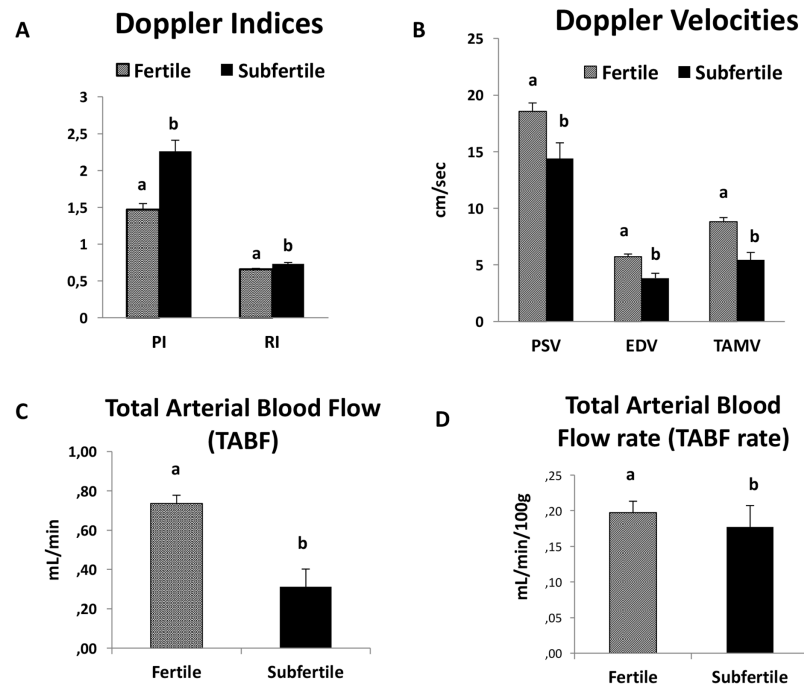 A
Doppler Indices
Fertile Subfertile
3
2,5
2
1,5
1
0,5
0
a
b
a
b
PI RI
B
Doppler Velocities
Fertile Subfertile
cm/sec
25
20
15
10
5
0
a
b
a
b
a
b
PSV EDV TAMV
C
Total Arterial Blood Flow
(TABF)
mL/min
1,00
,80
,60
,40
,20
,00
a
b
Fertile Subfertile
D
Total Arterial Blood
Flow rate (TABF rate)
mL/min/100g
,25
,20
,15
,10
,05
,00
a
b
Fertile Subfertile